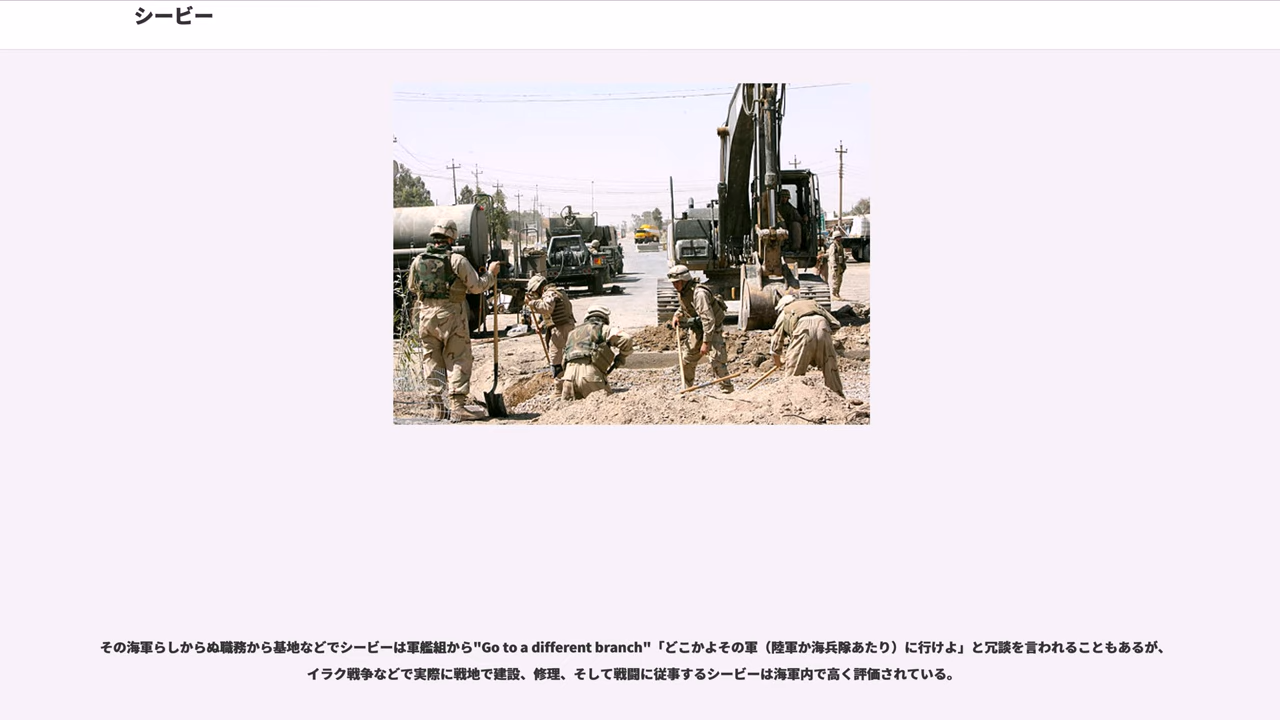 シービー
その海軍らしからぬ職務から基地などでシービーは軍艦組から"Go to a different branch"「どこかよその軍（陸軍か海兵隊あたり）に行けよ」と冗談を言われることもあるが、
イラク戦争などで実際に戦地で建設、修理、そして戦闘に従事するシービーは海軍内で高く評価されている。